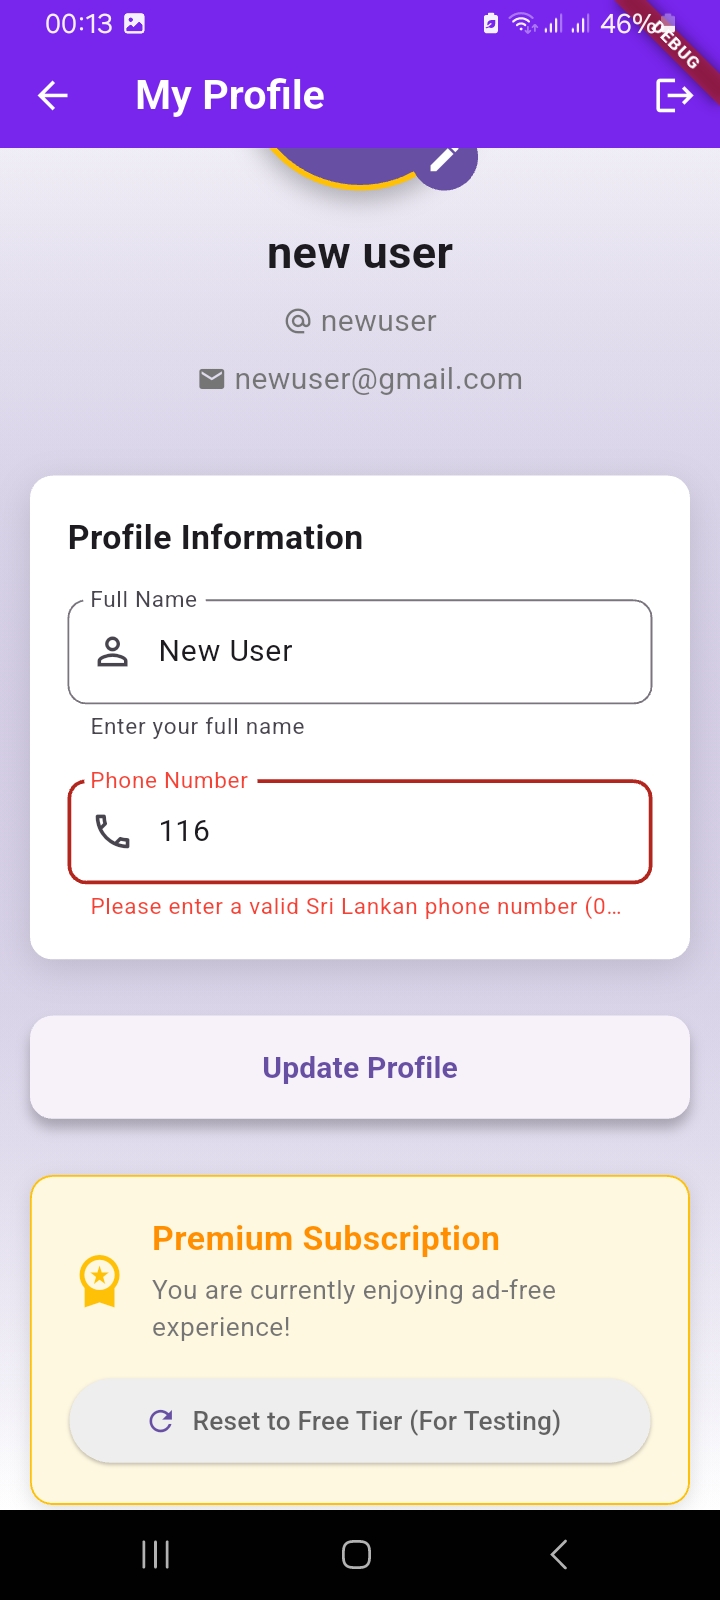 00:13
46%
DEBUG
My Profile
new user
newuser
newuser@gmail.com
Profile Information
Full Name
New User
Enter your full name
Phone Number
116
Please enter a valid Sri Lankan phone number (0...
Update Profile
Premium Subscription
You are currently enjoying ad-free
experience!
Reset to Free Tier (For Testing)